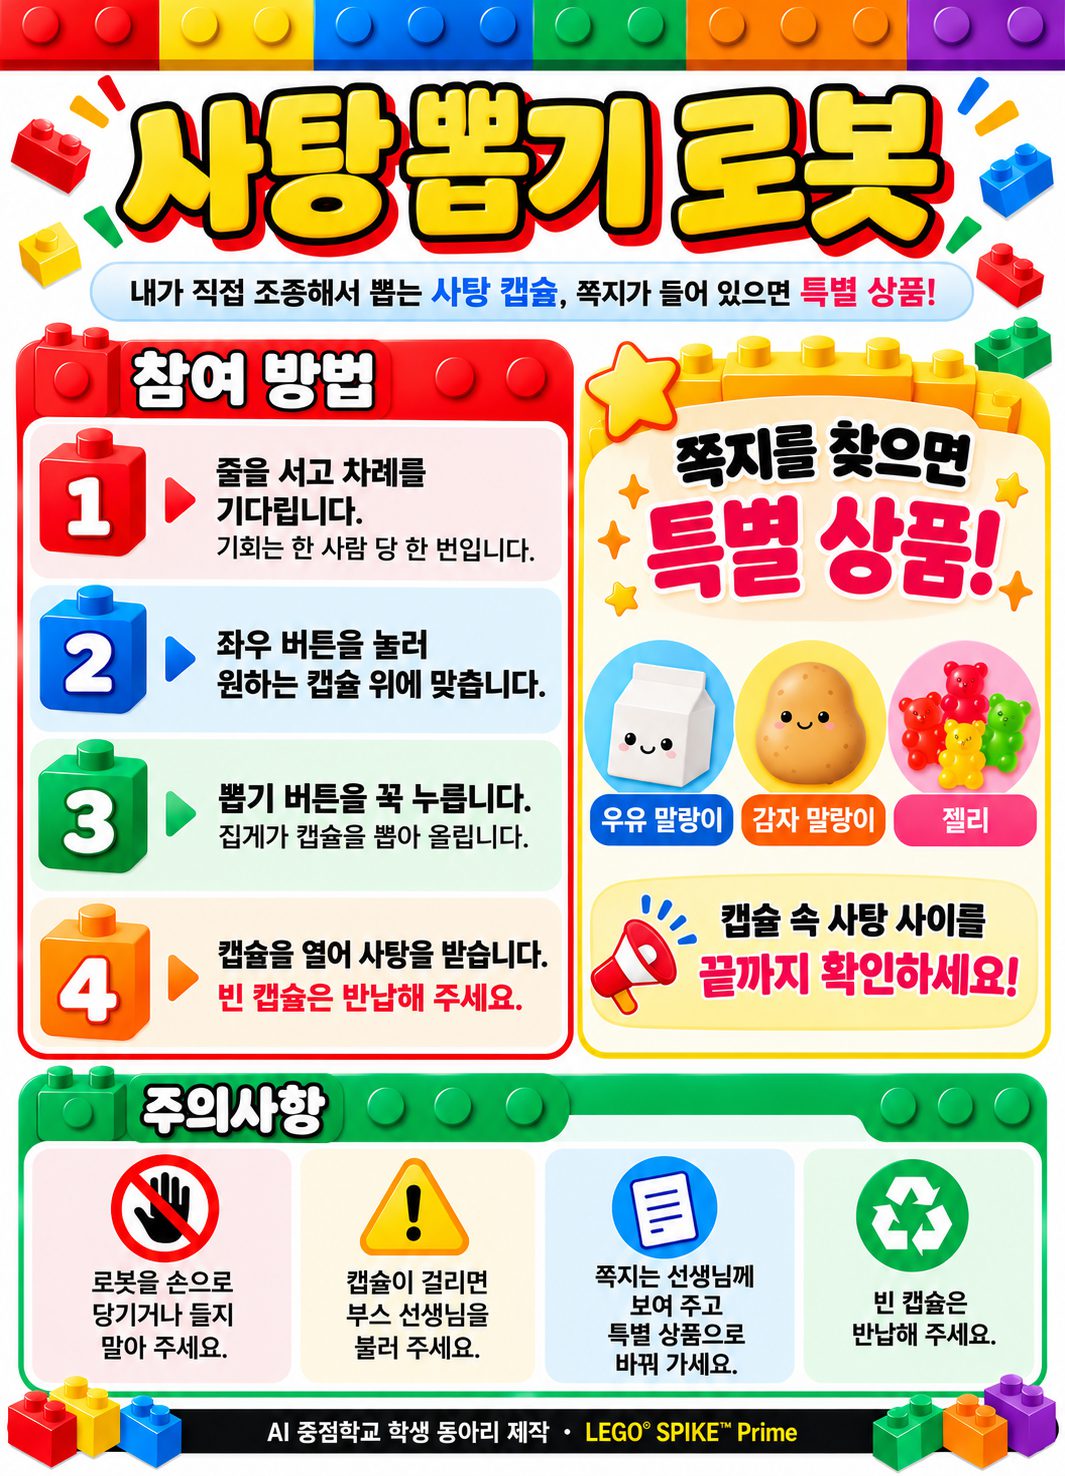 사탕 뽑기 로봇
내가 직접 조종해서 뽑는 사탕 캡슐, 쪽지가 들어 있으면 특별 상품!
참여 방법
1
줄을 서고 차례를
기다립니다.
기회는 한 사람 당 한 번입니다.
2
좌우 버튼을 눌러
원하는 캡슐 위에 맞춥니다.
3
뽑기 버튼을 꾹 누릅니다.
집게가 캡슐을 뽑아 올립니다.
4
캡슐을 열어 사탕을 받습니다.
빈 캡슐은 반납해 주세요.
쪽지를 찾으면
특별 상품!
우유 말랑이
감자 말랑이
젤리
캡슐 속 사탕 사이를
끝까지 확인하세요!
주의사항
로봇을 손으로
당기거나 들지
말아 주세요.
캡슐이 걸리면
부스 선생님을
불러 주세요.
쪽지는 선생님께
보여 주고
특별 상품으로
바꿔 가세요.
빈 캡슐은
반납해 주세요.
AI 중점학교 학생 동아리 제작 • LEGO® SPIKE™ Prime